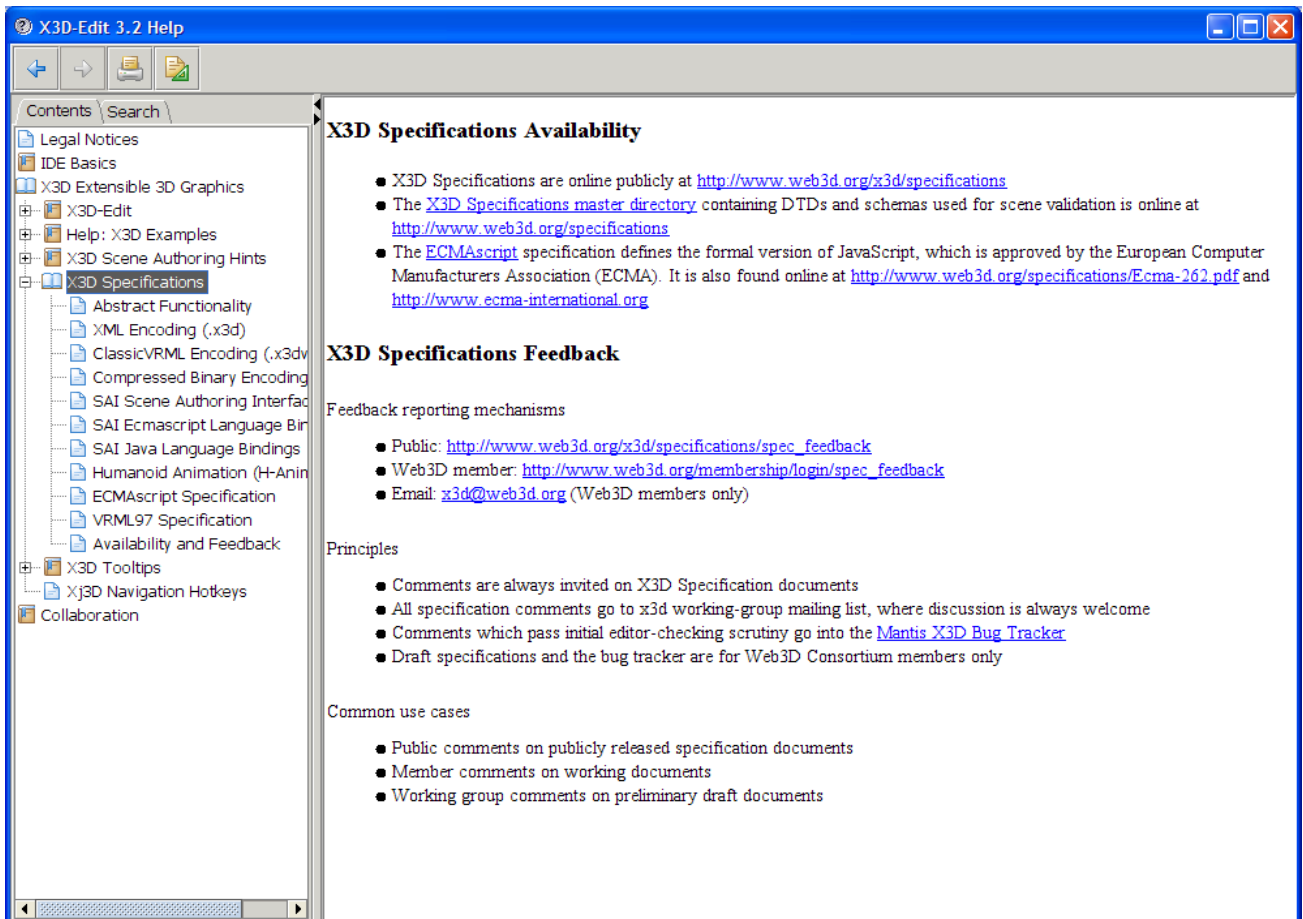 X3D-Edit 3.2 Help
Contents
Search
Legal Notices
IDE Basics
X3D Extensible 3D Graphics
X3D-Edit
Help: X3D Examples
X3D Scene Authoring Hints
X3D Specifications
Abstract Functionality
XML Encoding (.x3d)
ClassicVRML Encoding (.x3dv
Compressed Binary Encoding
SAI Scene Authoring Interfac
SAI Ecmascript Language Bin
SAI Java Language Bindings
Humanoid Animation (H-Anin
ECMAscript Specification
VRML97 Specification
Availability and Feedback
X3D Tooltips
Xj3D Navigation Hotkeys
Collaboration
X3D Specifications Availability
X3D Specifications are online publicly at http://www.web3d.org/x3d/specifications
The X3D Specifications master directory containing DTDs and schemas used for scene validation is online at
http://www.web3d.org/specifications
The ECMAscript specification defines the formal version of JavaScript, which is approved by the European Computer
Manufacturers Association (ECMA). It is also found online at http://www.web3d.org/specifications/Ecma-262.pdf and
http://www.ecma-international.org
X3D Specifications Feedback
Feedback reporting mechanisms
Public: http://www.web3d.org/x3d/specifications/spec_feedback
Web3D member: http://www.web3d.org/membership/login/spec_feedback
Email: x3d@web3d.org (Web3D members only)
Principles
Comments are always invited on X3D Specification documents
All specification comments go to x3d working-group mailing list, where discussion is always welcome
Comments which pass initial editor-checking scrutiny go into the Mantis X3D Bug Tracker
Draft specifications and the bug tracker are for Web3D Consortium members only
Common use cases
Public comments on publicly released specification documents
Member comments on working documents
Working group comments on preliminary draft documents